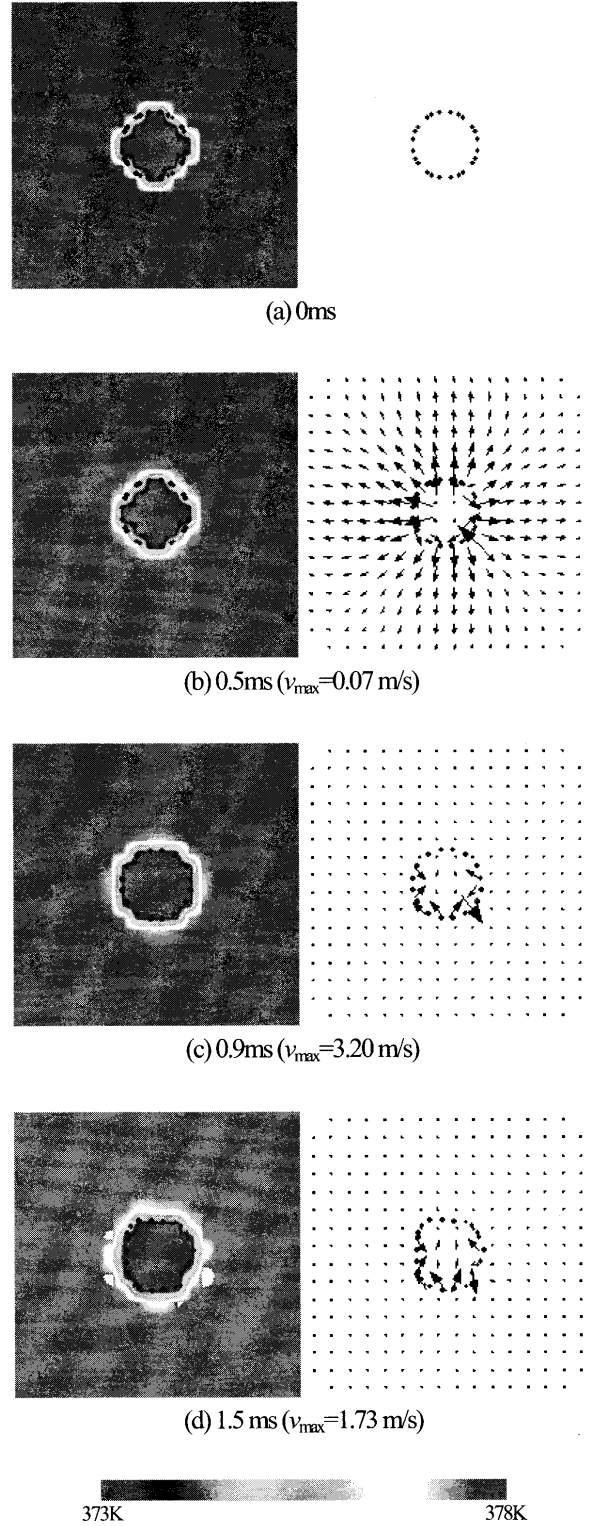 (a) 0ms
(b) 0.5ms (vmax=0.07 m/s)
(c) 0.9ms (vmax=3.20 m/s)
(d) 1.5 ms (vmax=1.73 m/s)
373K 378K